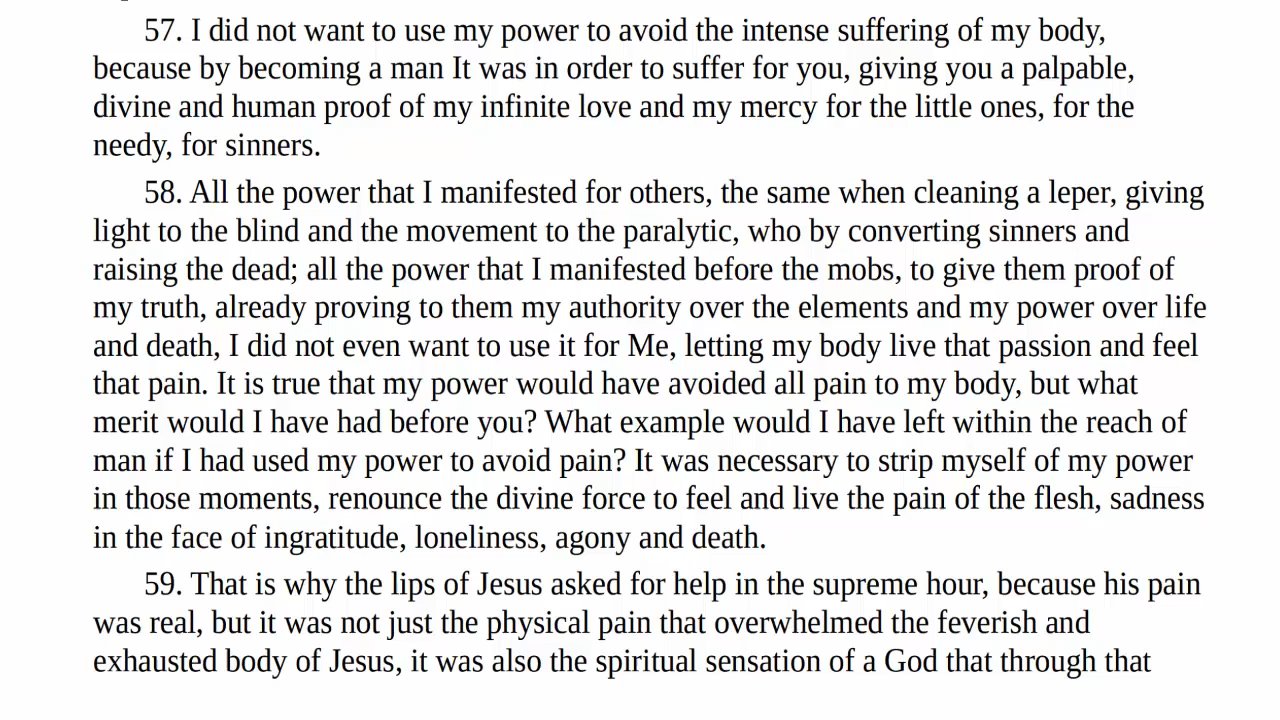 57. I did not want to use my power to avoid the intense suffering of my body,
because by becoming a man It was in order to suffer for you, giving you a palpable,
divine and human proof of my infinite love and my mercy for the little ones, for the
needy, for sinners.
58. All the power that I manifested for others, the same when cleaning a leper, giving
light to the blind and the movement to the paralytic, who by converting sinners and
raising the dead; all the power that I manifested before the mobs, to give them proof of
my truth, already proving to them my authority over the elements and my power over life
and death, I did not even want to use it for Me, letting my body live that passion and feel
that pain. It is true that my power would have avoided all pain to my body, but what
merit would I have had before you? What example would I have left within the reach of
man if I had used my power to avoid pain? It was necessary to strip myself of my power
in those moments, renounce the divine force to feel and live the pain of the flesh, sadness
in the face of ingratitude, loneliness, agony and death.
59. That is why the lips of Jesus asked for help in the supreme hour, because his pain
was real, but it was not just the physical pain that overwhelmed the feverish and
exhausted body of Jesus, it was also the spiritual sensation of a God that through that